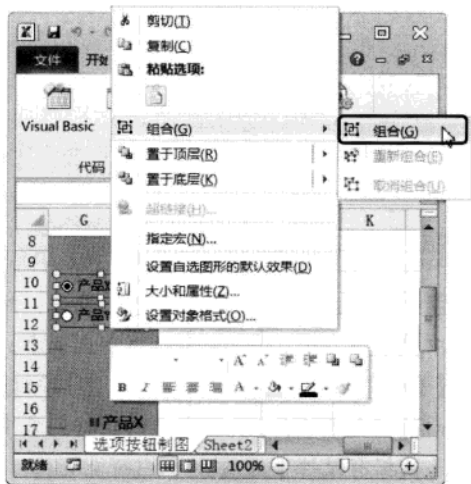 剪切(T)
复制(C)
粘贴选项:
文件
开始
Visual Basic
代码
组合(G)
组合(G)
置于顶层(R)
重新组合(E)
置于底层(K)
取消组合(U)
超链接(H)...
指定宏(N)...
设置自选图形的默认效果(D)
大小和属性(Z)...
设置对象格式(O)...
G
K
8
9
10
产品X
11
12
产品Y
13
14
15
16
17
产品X
B I A
选项按钮制图
Sheet2
就绪
100%